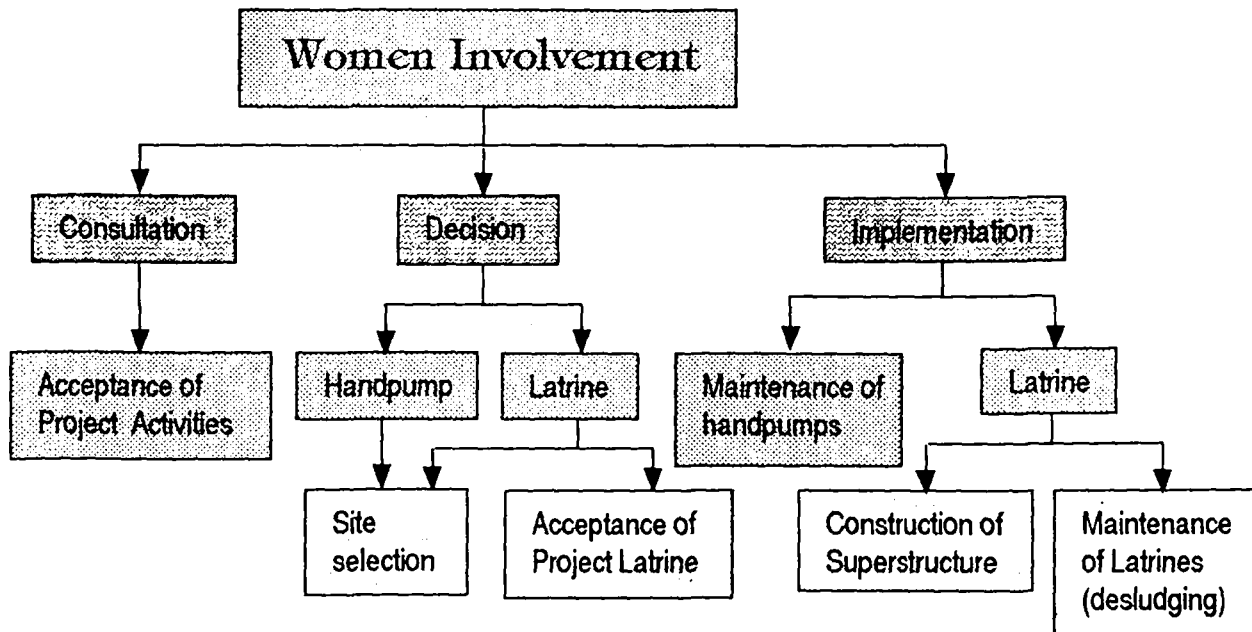 Women Involvement
Consultation
Decision
Implementation
Acceptance of
Project Activities
Handpump
Latrine
Maintenance of
handpumps
Latrine
Site
selection
Acceptance of
Project Latrine
Construction of
Superstructure
Maintenance
of Latrines
(desludging)